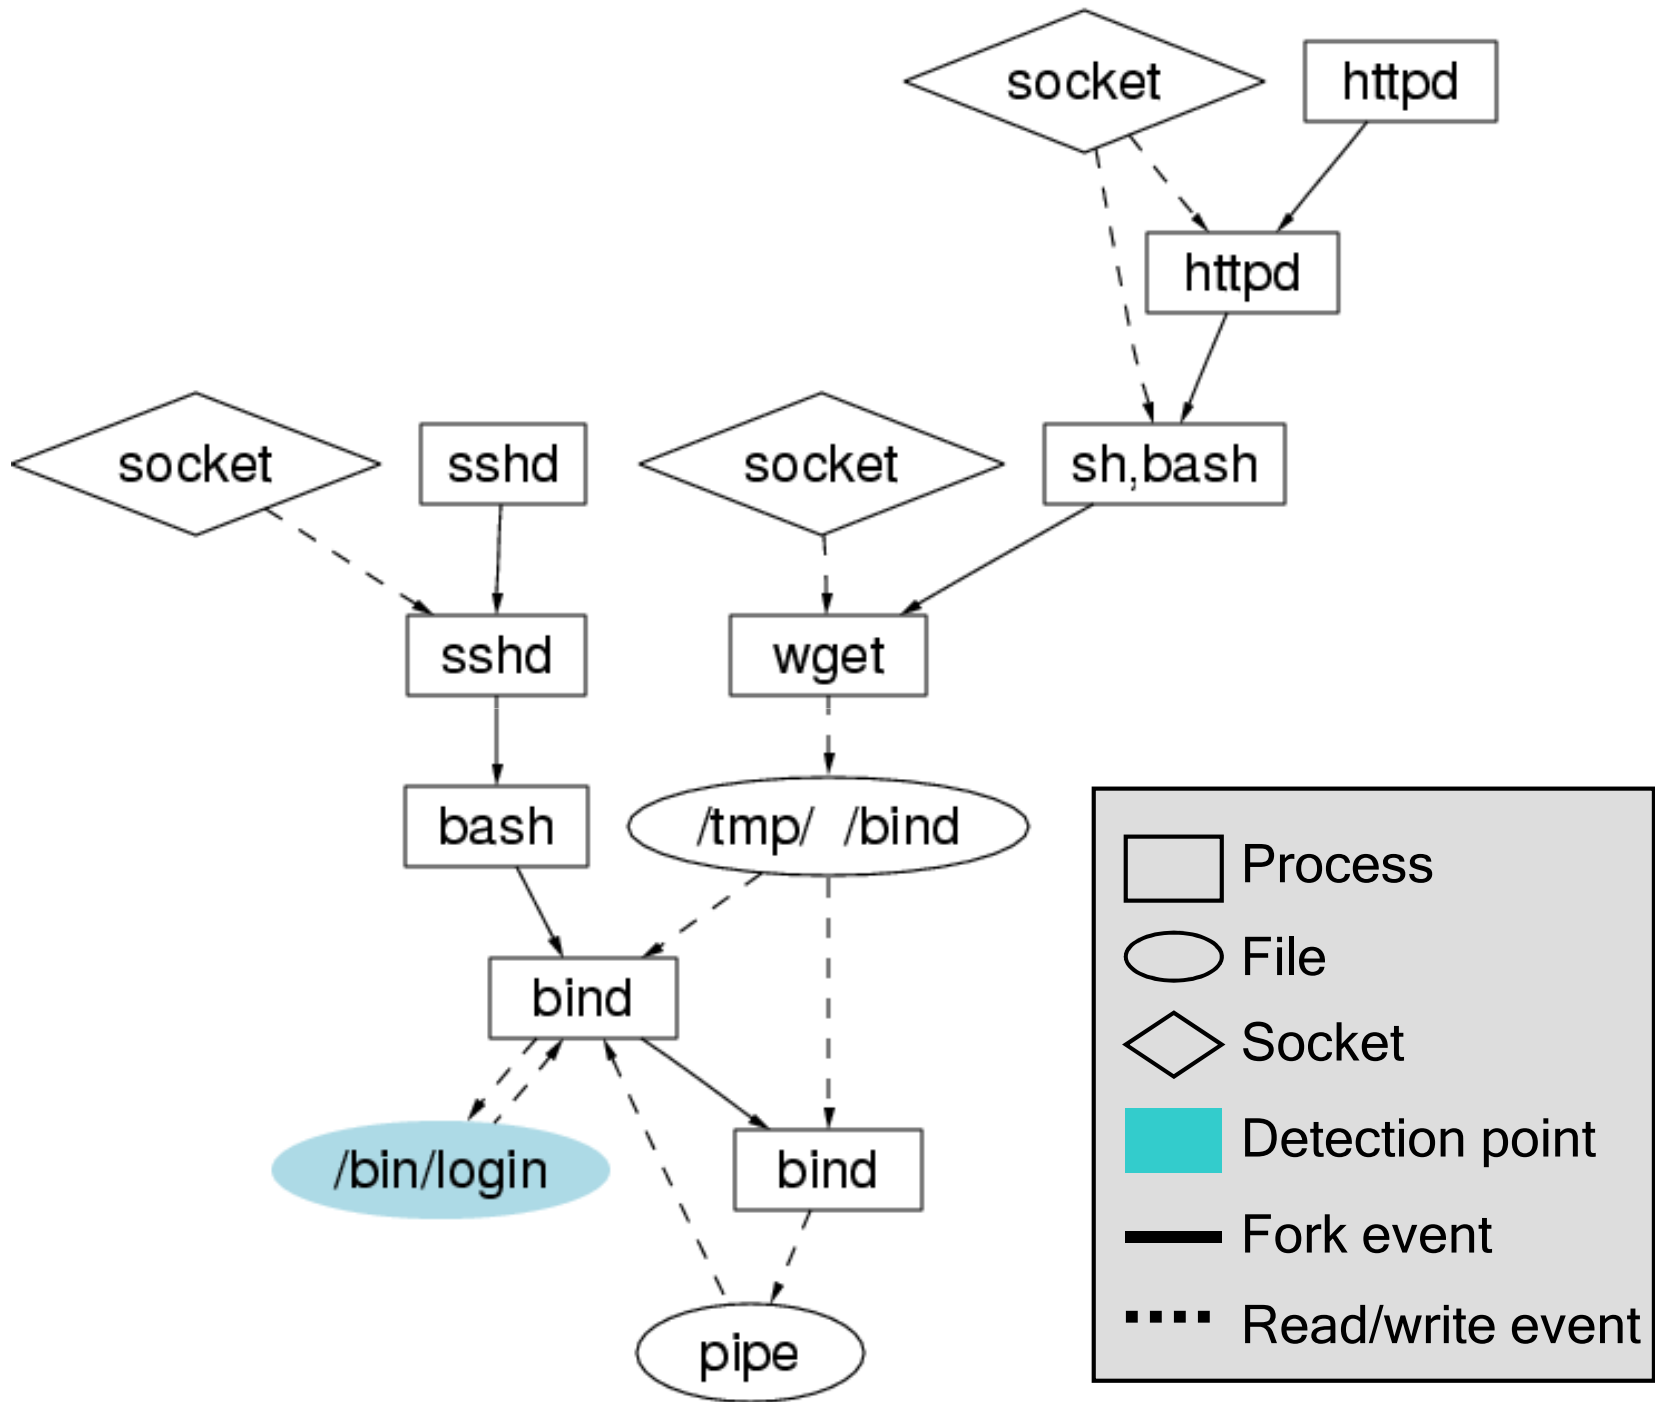 socket
httpd
httpd
socket
sshd
socket
sh,bash
sshd
wget
bash
/tmp/  /bind
bind
/bin/login
bind
pipe
Process
File
Socket
Detection point
Fork event
Read/write event